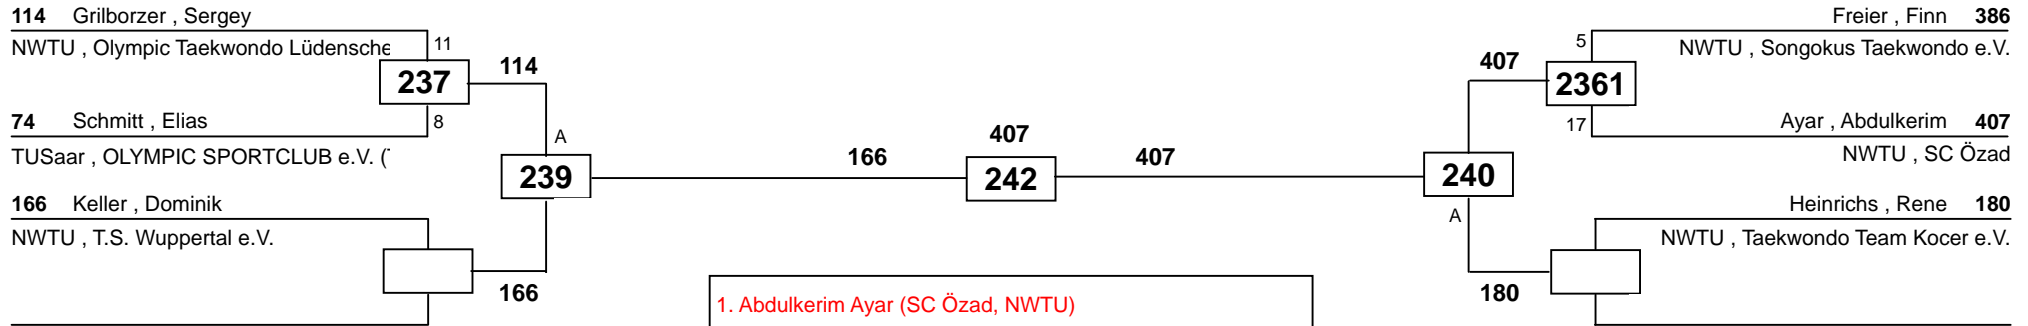 114 Grilborzer , Sergey
NWTU , Olympic Taekwondo Lüdensche
11
237
114
74 Schmitt , Elias
8
TUSaar , OLYMPIC SPORTCLUB e.V. (
A
239
166
166 Keller , Dominik
NWTU , T.S. Wuppertal e.V.
166
407
242
407
1. Abdulkerim Ayar (SC Özad, NWTU)
Freier , Finn 386
5
NWTU , Songokus Taekwondo e.V.
407
2361
17
Ayar , Abdulkerim 407
NWTU , SC Özad
240
A
Heinrichs , Rene 180
NWTU , Taekwondo Team Kocer e.V.
180